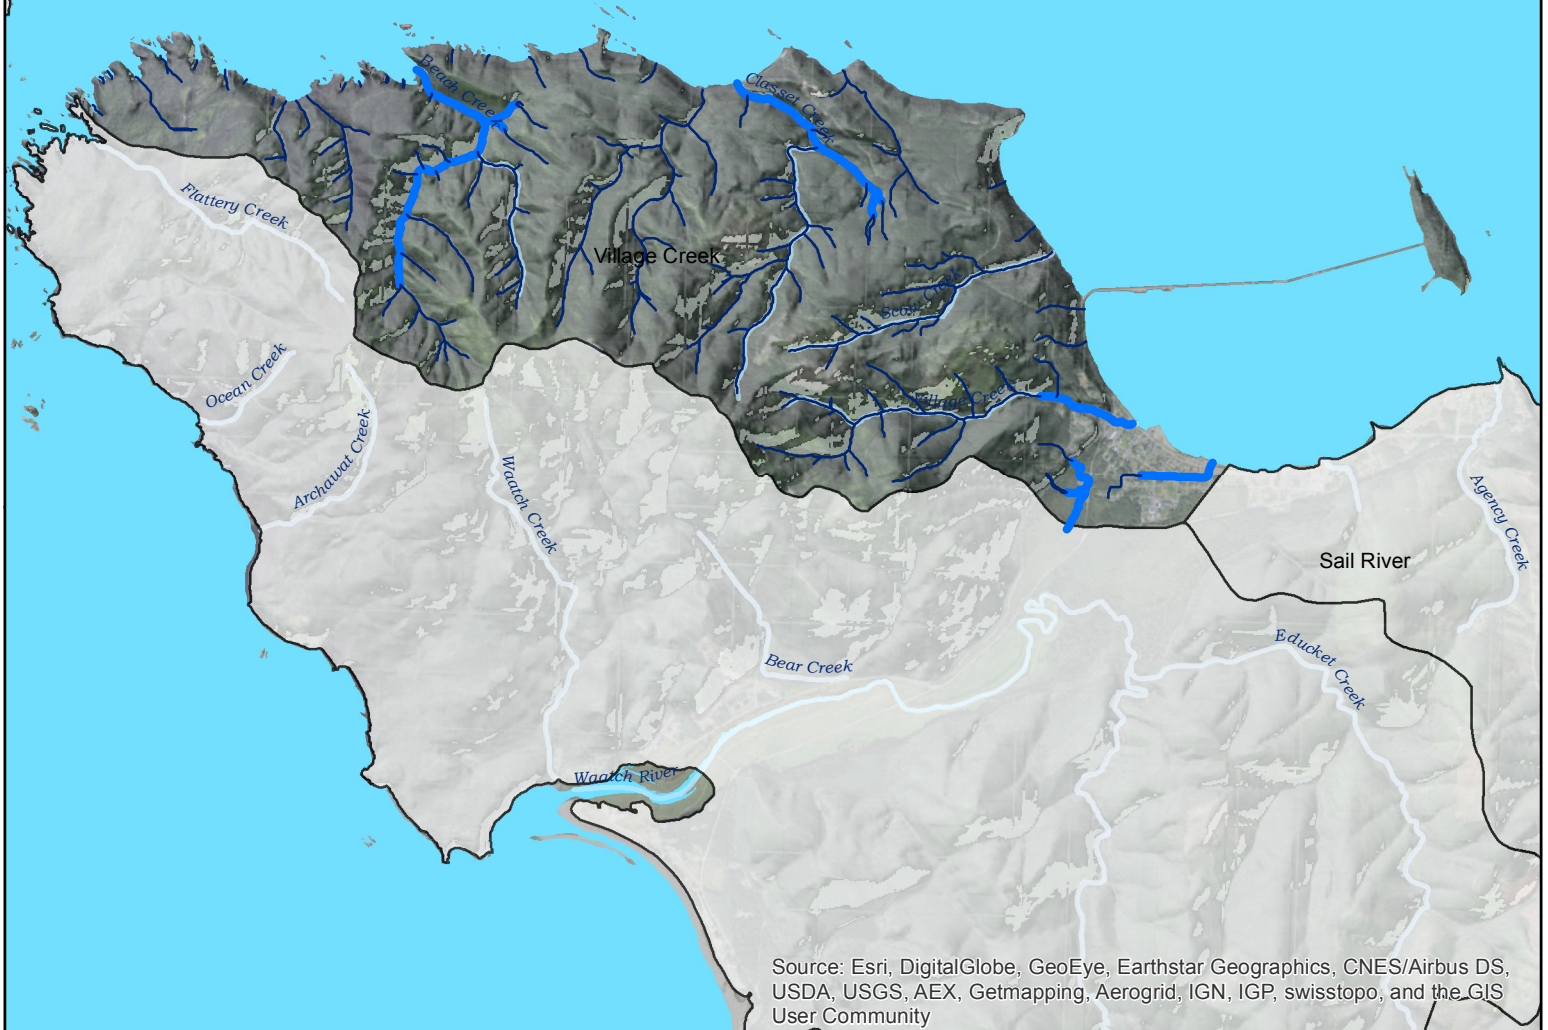 Beach Creek
Classet Creek
Flattery Creek
Village Creek
Scow Creek
Ocean Creek
Village Creek
Archawat Creek
Waatch Creek
Agency Creek
Sail River
Bear Creek
Educket Creek
Waatch River
Source: Esri, DigitalGlobe, GeoEye, Earthstar Geographics, CNES/Airbus DS,
USDA, USGS, AEX, Getmapping, Aerogrid, IGN, IGP, swisstopo, and the GIS
User Community